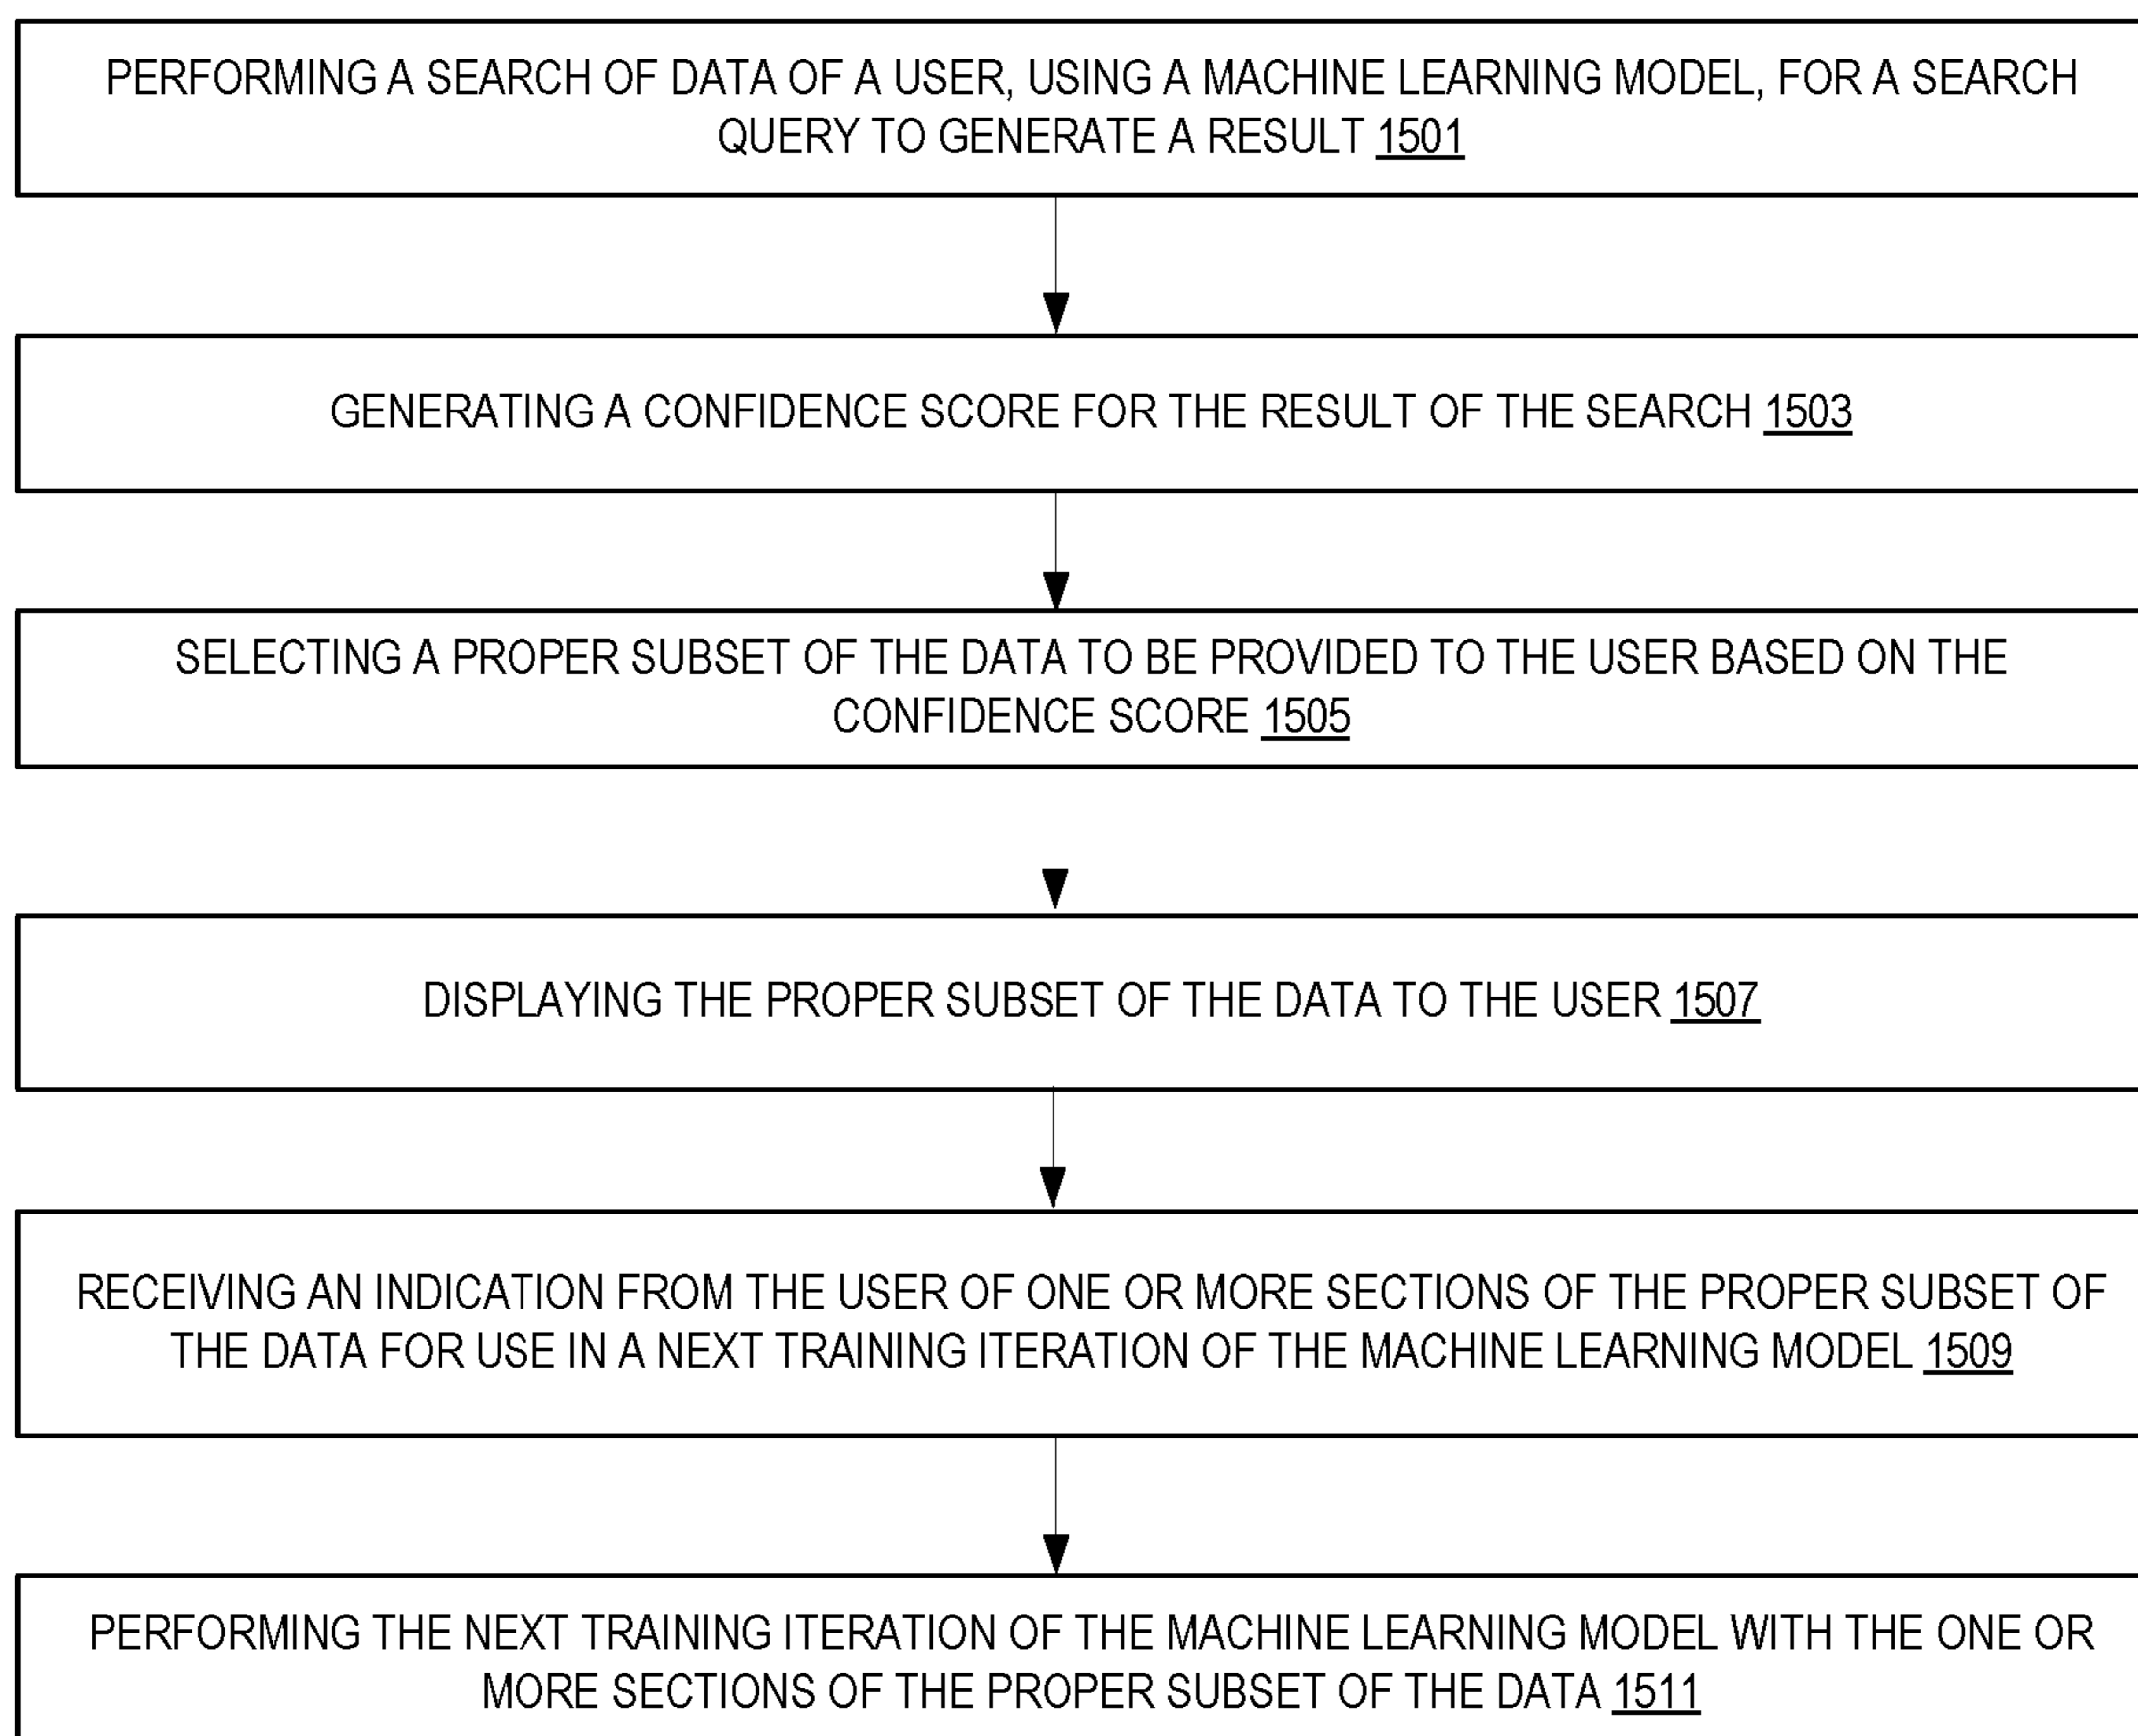 PERFORMING A SEARCH OF DATA OF A USER, USING A MACHINE LEARNING MODEL, FOR A SEARCH
QUERY TO GENERATE A RESULT 1501
GENERATING A CONFIDENCE SCORE FOR THE RESULT OF THE SEARCH 1503
SELECTING A PROPER SUBSET OF THE DATA TO BE PROVIDED TO THE USER BASED ON THE
CONFIDENCE SCORE 1505
DISPLAYING THE PROPER SUBSET OF THE DATA TO THE USER 1507
RECEIVING AN INDICATION FROM THE USER OF ONE OR MORE SECTIONS OF THE PROPER SUBSET OF
THE DATA FOR USE IN A NEXT TRAINING ITERATION OF THE MACHINE LEARNING MODEL 1509
PERFORMING THE NEXT TRAINING ITERATION OF THE MACHINE LEARNING MODEL WITH THE ONE OR
MORE SECTIONS OF THE PROPER SUBSET OF THE DATA 1511